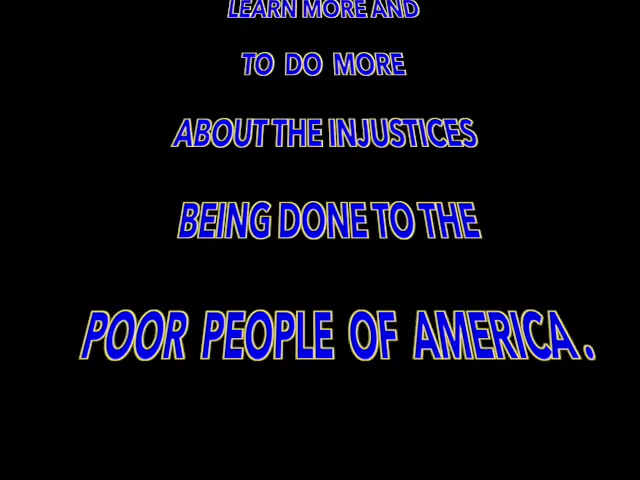 LEARN MORE AND
TO DO MORE
ABOUT THE INJUSTICES
BEING DONE TO THE
POOR PEOPLE OF AMERICA.